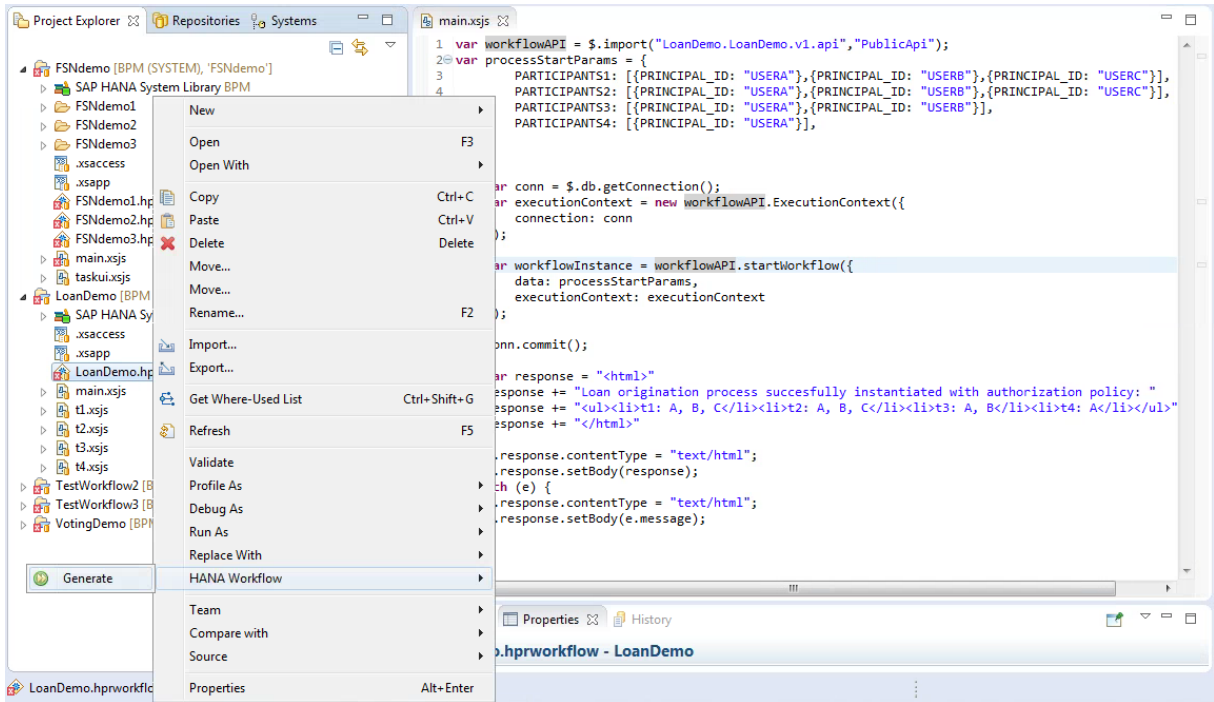 Project Explorer
Repositories
Systems
FSNdemo [BPM (SYSTEM), 'FSNdemo']
SAP HANA System Library BPM
FSNdemo1
FSNdemo2
FSNdemo3
.xsaccess
.xsapp
FSNdemo1.hp
FSNdemo2.hp
FSNdemo3.hp
main.xsjs
taskui.xsjs
LoanDemo [BPM
SAP HANA Sy
.xsaccess
.xsapp
LoanDemo.hp
main.xsjs
t1.xsjs
t2.xsjs
t3.xsjs
t4.xsjs
TestWorkflow2 [B
TestWorkflow3 [B
VotingDemo [BPM
Generate
LoanDemo.hprworkflo
New
Open F3
Open With
Copy Ctrl+C
Paste Ctrl+V
Delete Delete
Move...
Move...
Rename... F2
Import...
Export...
Get Where-Used List Ctrl+Shift+G
Refresh F5
Validate
Profile As
Debug As
Run As
Replace With
HANA Workflow
Team
Compare with
Source
Properties Alt+Enter
main.xsjs
1 var workflowAPI = $.import("LoanDemo.LoanDemo.v1.api","PublicApi");
2 var processStartParams = {
3 PARTICIPANTS1: [{PRINCIPAL_ID: "USERA"},{PRINCIPAL_ID: "USERB"},{PRINCIPAL_ID: "USERC"}],
4 PARTICIPANTS2: [{PRINCIPAL_ID: "USERA"},{PRINCIPAL_ID: "USERB"},{PRINCIPAL_ID: "USERC"}],
PARTICIPANTS3: [{PRINCIPAL_ID: "USERA"},{PRINCIPAL_ID: "USERB"}],
PARTICIPANTS4: [{PRINCIPAL_ID: "USERA"}],
ar conn = $.db.getConnection();
ar executionContext = new workflowAPI.ExecutionContext({
connection: conn
);
ar workflowInstance = workflowAPI.startWorkflow({
data: processStartParams,
executionContext: executionContext
);
onn.commit();
ar response = "<html>"
esponse += "Loan origination process succesfully instantiated with authorization policy: "
esponse += "<ul><li>t1: A, B, C</li><li>t2: A, B, C</li><li>t3: A, B</li><li>t4: A</li></ul>"
esponse += "</html>"
.response.contentType = "text/html";
.response.setBody(response);
ch (e) {
.response.contentType = "text/html";
.response.setBody(e.message);
Properties
History
o.hprworkflow - LoanDemo